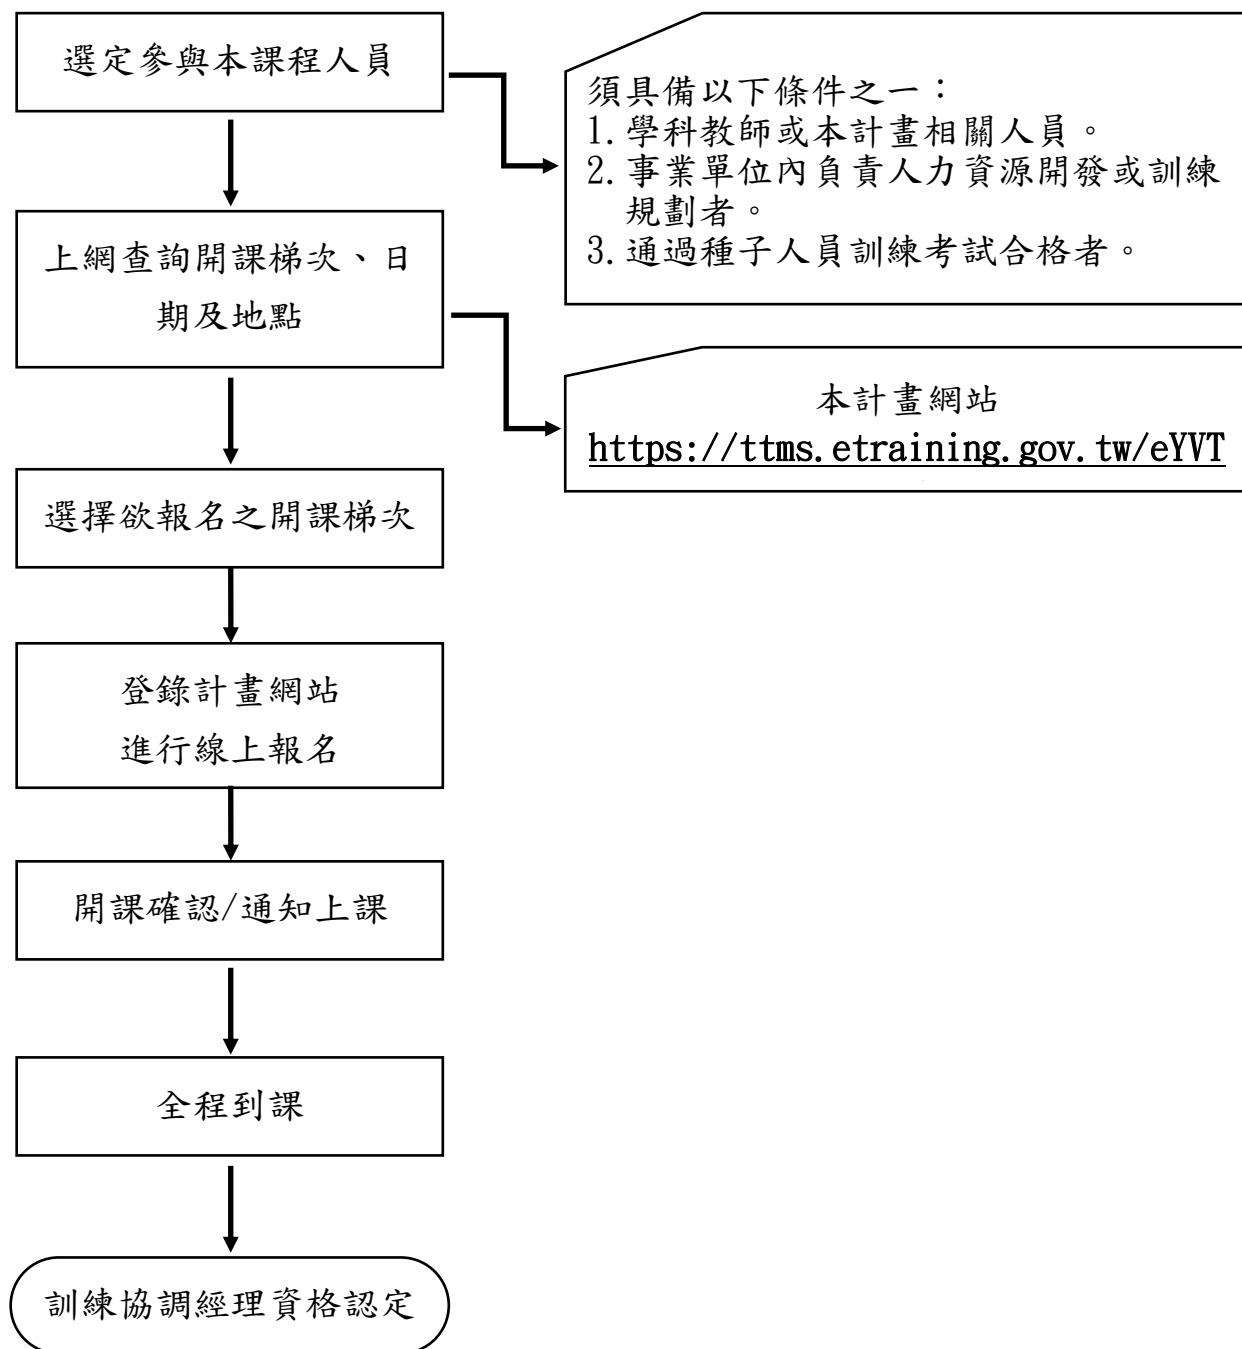 選定參與本課程人員
須具備以下條件之一：
1.學科教師或本計畫相關人員。
2.事業單位內負責人力資源開發或訓練
規劃者。
3.通過種子人員訓練考試合格者。
上網查詢開課梯次、日
期及地點
本計畫網站
https://ttms.etraining.gov.tw/eYVT
選擇欲報名之開課梯次
登錄計畫網站
進行線上報名
開課確認/通知上課
全程到課
訓練協調經理資格認定